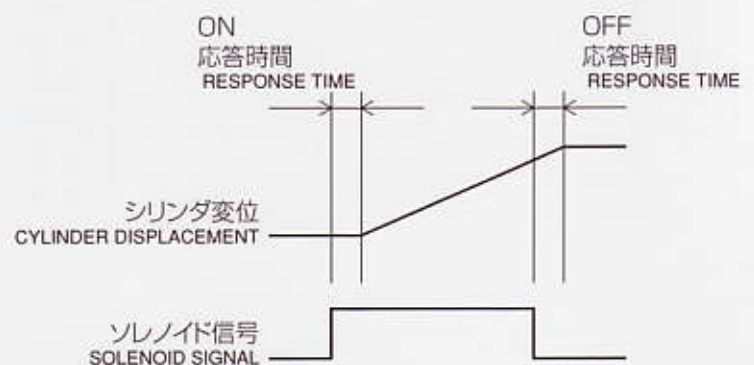 ON
応答時間
RESPONSE TIME
OFF
応答時間
RESPONSE TIME
シリンダ変位
CYLINDER DISPLACEMENT
ソレノイド信号
SOLENOID SIGNAL